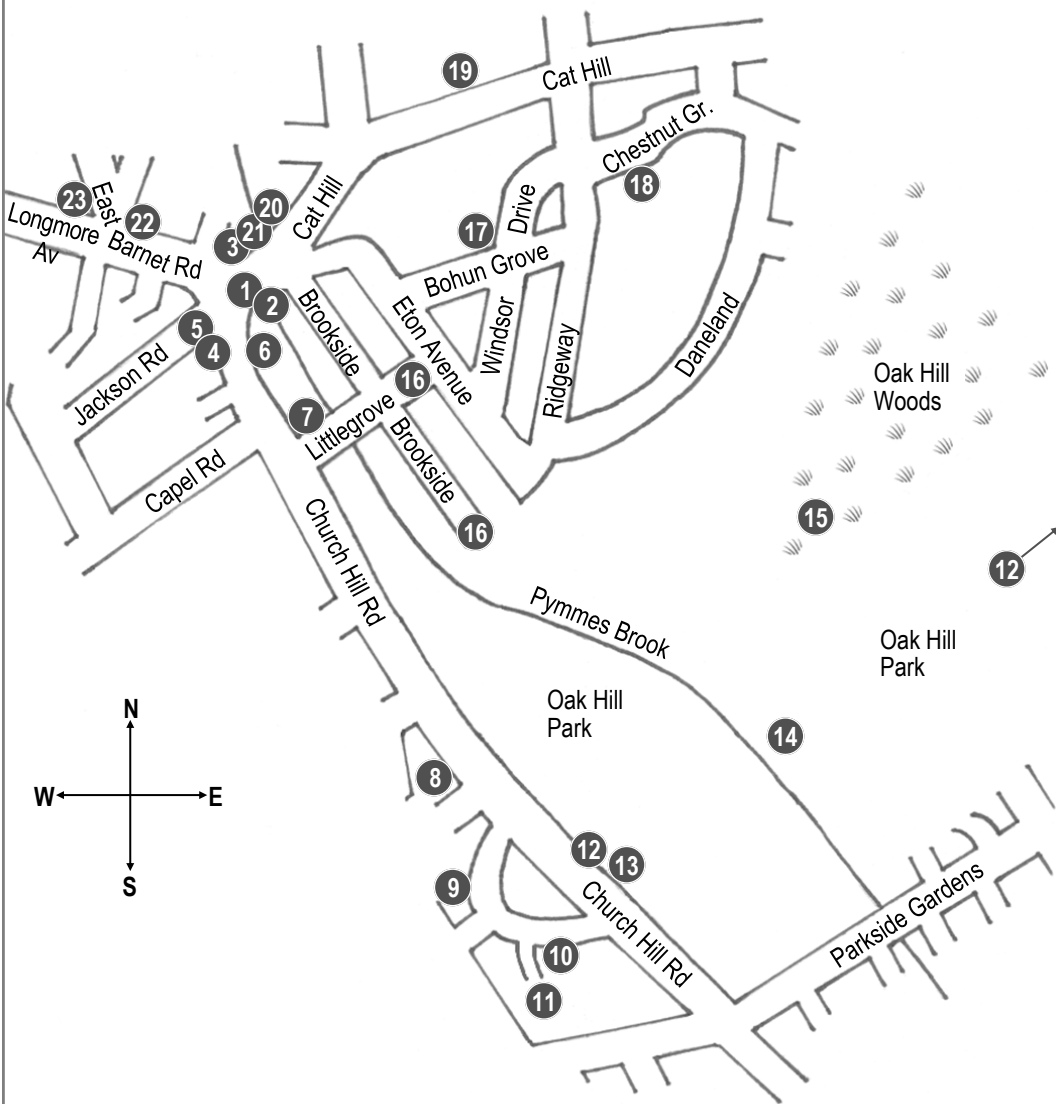 19
Cat Hill
Chestnut Gr.
18
23
East
22
20
21
3
Cat Hill
Longmore
Av
Barnet Rd
17
Drive
Bohun Grove
1
2
Brookside
Eton Avenue
Windsor
Ridgeway
Daneland
5
4
6
Jackson Rd
16
7
Littlegrove
Brookside
Oak Hill
Woods
Capel Rd
16
15
Church Hill Rd
12
Pymmes Brook
Oak Hill
Park
Oak Hill
Park
14
N
W
E
S
8
12
13
9
Church Hill Rd
Parkside Gardens
10
11